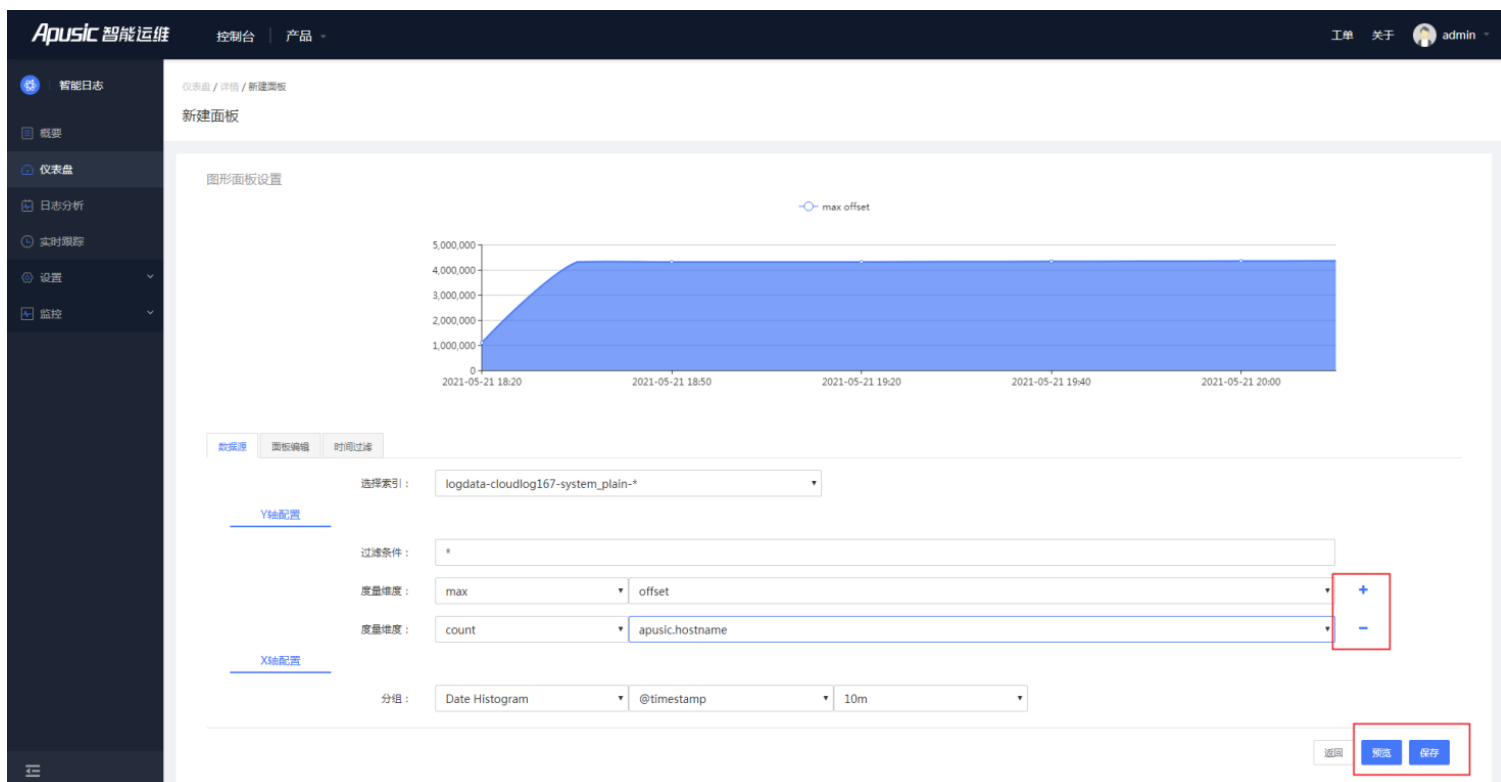 Apusic 智能运维 控制台 产品 工单 关于 admin
智能日志
概要
仪表盘
日志分析
实时跟踪
设置
监控
仪表盘 / 详情 / 新建面板
新建面板
图形面板设置
max offset
5,000,000
4,000,000
3,000,000
2,000,000
1,000,000
0
2021-05-21 18:20 2021-05-21 18:50 2021-05-21 19:20 2021-05-21 19:40 2021-05-21 20:00
数据源 面板编辑 时间过滤
选择索引： logdata-cloudlog167-system_plain-*
Y轴配置
过滤条件： *
度量维度： max offset +
度量维度： count apusic.hostname −
X轴配置
分组： Date Histogram @timestamp 10m
返回 预览 保存